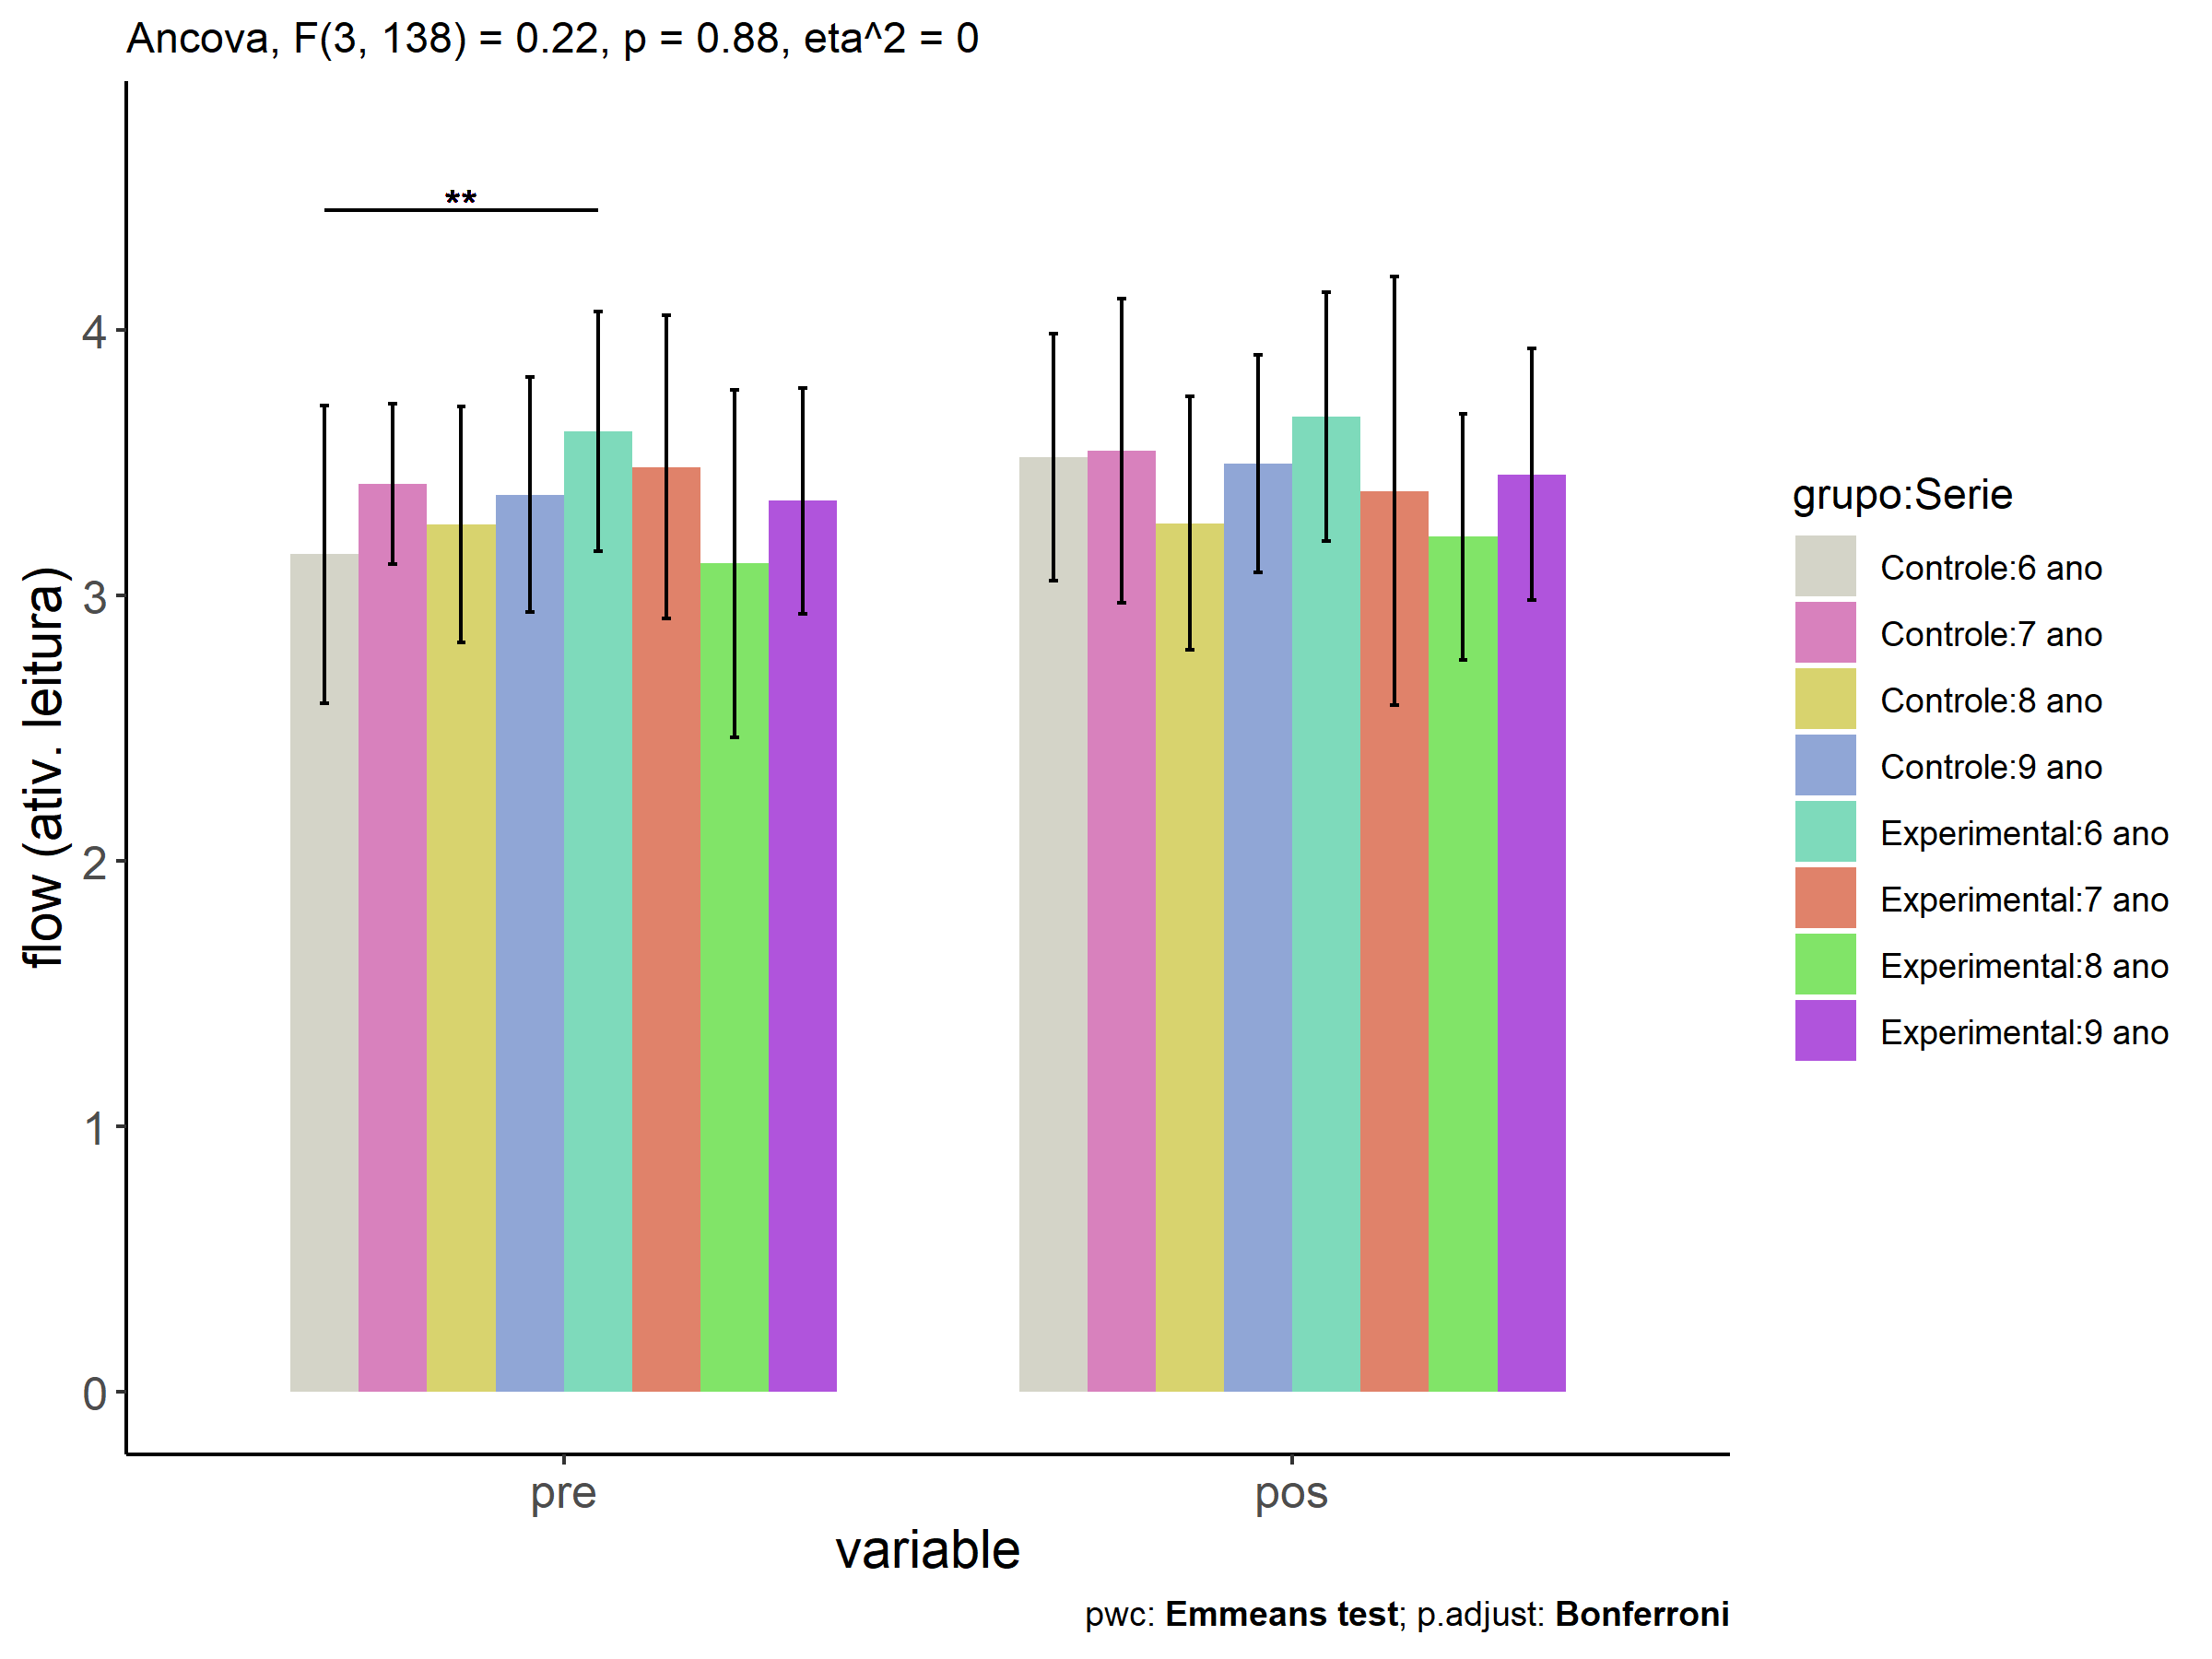 Ancova, F(3, 138) = 0.22, p = 0.88, eta^2 = 0
**
4
3
2
1
0
flow (ativ. leitura)
pre
pos
variable
grupo:Serie
Controle:6 ano
Controle:7 ano
Controle:8 ano
Controle:9 ano
Experimental:6 ano
Experimental:7 ano
Experimental:8 ano
Experimental:9 ano
pwc: Emmeans test; p.adjust: Bonferroni